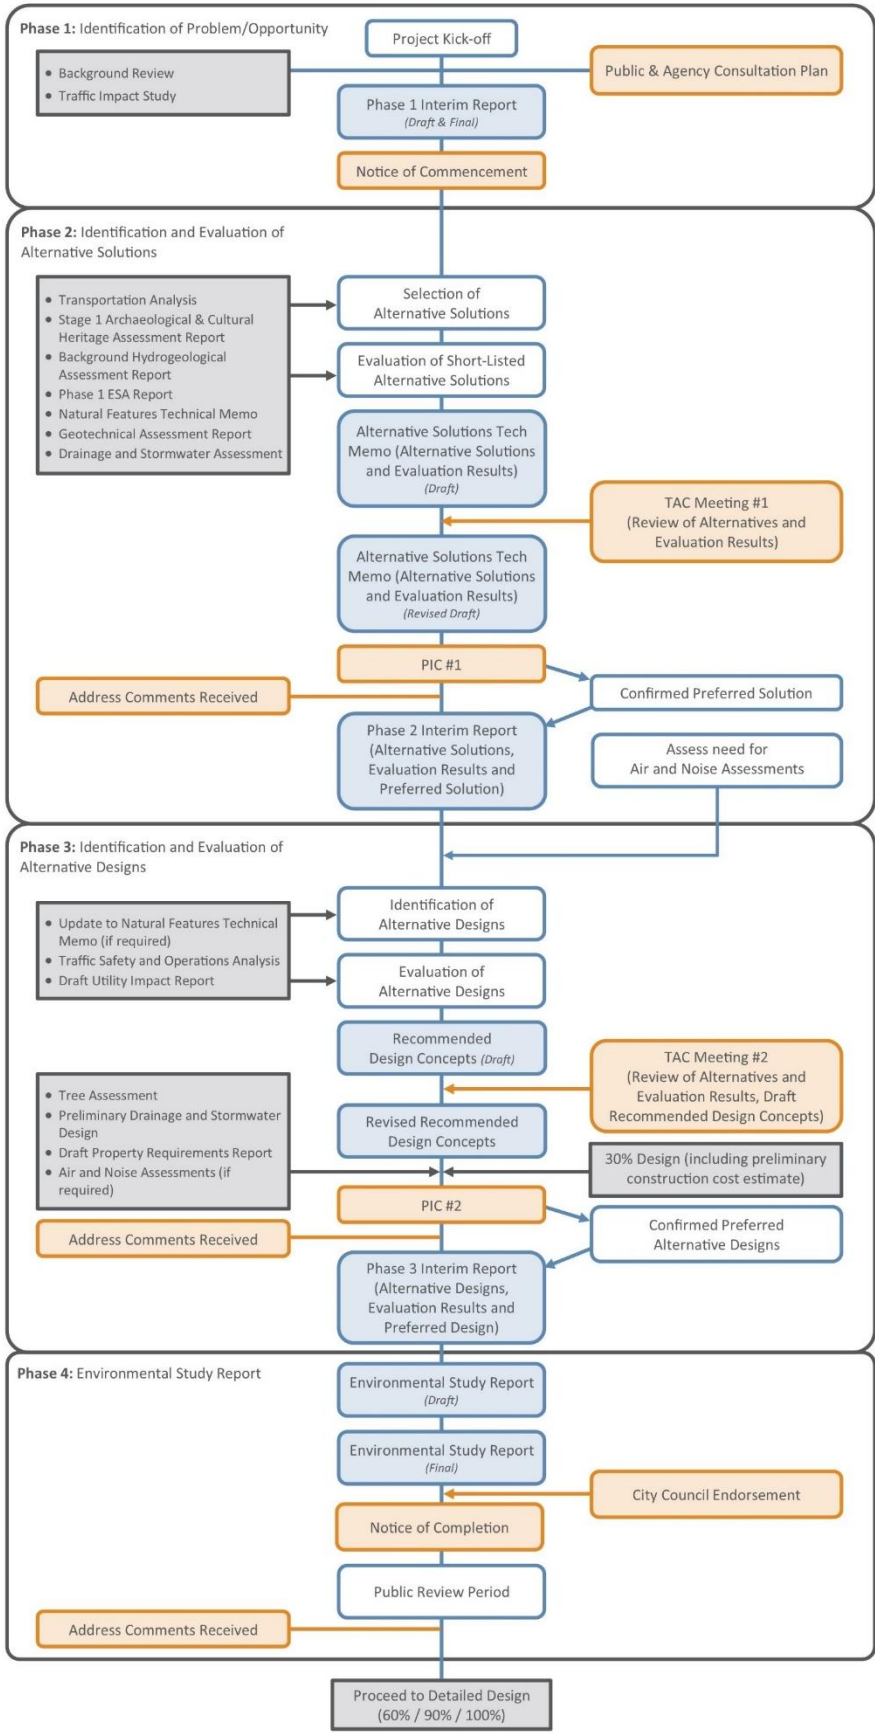 Phase 1: Identification of Problem/Opportunity
Project Kick-off
• Background Review
• Traffic Impact Study
Public & Agency Consultation Plan
Phase 1 Interim Report
(Draft & Final)
Notice of Commencement
Phase 2: Identification and Evaluation of
Alternative Solutions
• Transportation Analysis
• Stage 1 Archaeological & Cultural
Heritage Assessment Report
• Background Hydrogeological
Assessment Report
• Phase 1 ESA Report
• Natural Features Technical Memo
• Geotechnical Assessment Report
• Drainage and Stormwater Assessment
Selection of
Alternative Solutions
Evaluation of Short-Listed
Alternative Solutions
Alternative Solutions Tech
Memo (Alternative Solutions
and Evaluation Results)
(Draft)
TAC Meeting #1
(Review of Alternatives and
Evaluation Results)
Alternative Solutions Tech
Memo (Alternative Solutions
and Evaluation Results)
(Revised Draft)
PIC #1
Address Comments Received
Confirmed Preferred Solution
Phase 2 Interim Report
(Alternative Solutions,
Evaluation Results and
Preferred Solution)
Assess need for
Air and Noise Assessments
Phase 3: Identification and Evaluation of
Alternative Designs
• Update to Natural Features Technical
Memo (if required)
• Traffic Safety and Operations Analysis
• Draft Utility Impact Report
Identification of
Alternative Designs
Evaluation of
Alternative Designs
Recommended
Design Concepts (Draft)
TAC Meeting #2
(Review of Alternatives and
Evaluation Results, Draft
Recommended Design Concepts)
• Tree Assessment
• Preliminary Drainage and Stormwater
Design
• Draft Property Requirements Report
• Air and Noise Assessments (if
required)
Revised Recommended
Design Concepts
30% Design (including preliminary
construction cost estimate)
PIC #2
Address Comments Received
Confirmed Preferred
Alternative Designs
Phase 3 Interim Report
(Alternative Designs,
Evaluation Results and
Preferred Design)
Phase 4: Environmental Study Report
Environmental Study Report
(Draft)
Environmental Study Report
(Final)
City Council Endorsement
Notice of Completion
Public Review Period
Address Comments Received
Proceed to Detailed Design
(60% / 90% / 100%)